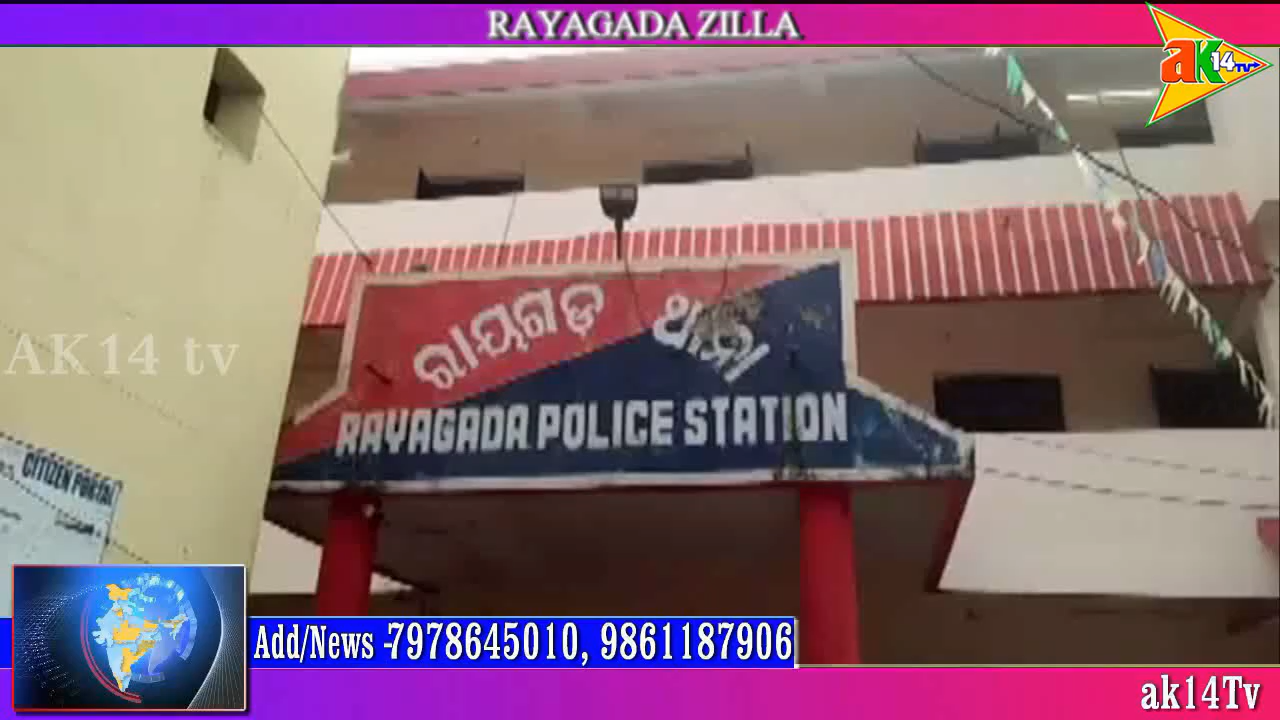 RAYAGADA ZILLA
ak14TV
ରାୟଗଡ଼ ଥାନା
RAYAGADA POLICE STATION
AK14 tv
CITIZEN PORTAL
Add/News -7978645010, 9861187906
ak14Tv